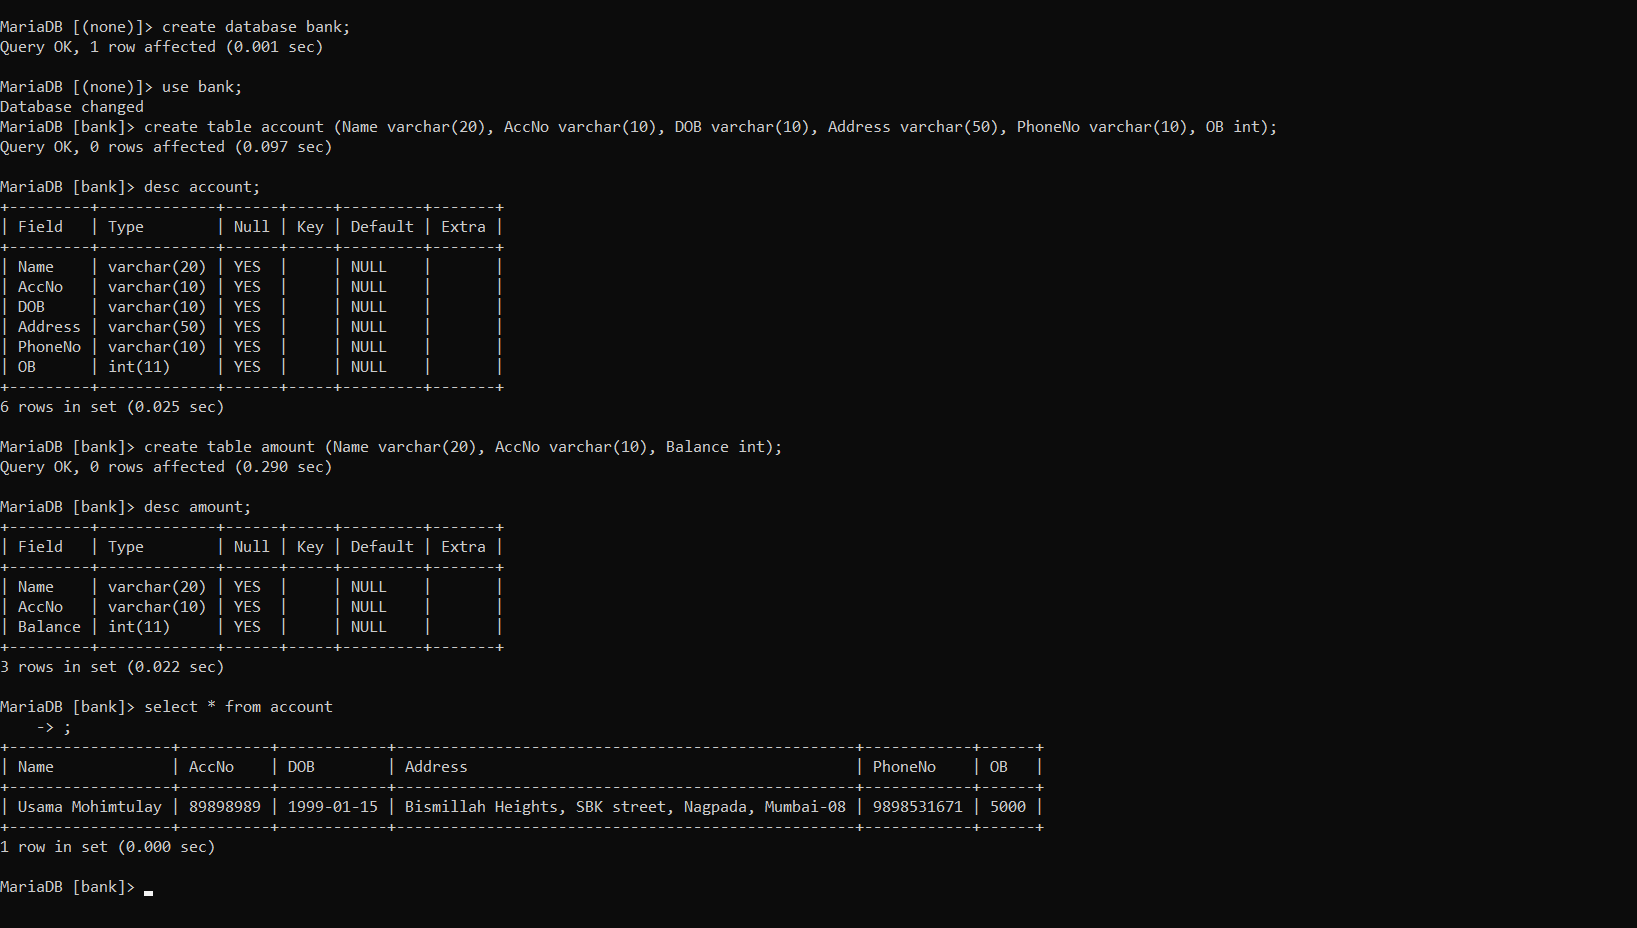 MariaDB [(none)]> create database bank;
Query OK, 1 row affected (0.001 sec)

MariaDB [(none)]> use bank;
Database changed
MariaDB [bank]> create table account (Name varchar(20), AccNo varchar(10), DOB varchar(10), Address varchar(50), PhoneNo varchar(10), OB int);
Query OK, 0 rows affected (0.097 sec)

MariaDB [bank]> desc account;
+---------+-------------+------+-----+---------+-------+
| Field   | Type        | Null | Key | Default | Extra |
+---------+-------------+------+-----+---------+-------+
| Name    | varchar(20) | YES  |     | NULL    |       |
| AccNo   | varchar(10) | YES  |     | NULL    |       |
| DOB     | varchar(10) | YES  |     | NULL    |       |
| Address | varchar(50) | YES  |     | NULL    |       |
| PhoneNo | varchar(10) | YES  |     | NULL    |       |
| OB      | int(11)     | YES  |     | NULL    |       |
+---------+-------------+------+-----+---------+-------+
6 rows in set (0.025 sec)

MariaDB [bank]> create table amount (Name varchar(20), AccNo varchar(10), Balance int);
Query OK, 0 rows affected (0.290 sec)

MariaDB [bank]> desc amount;
+---------+-------------+------+-----+---------+-------+
| Field   | Type        | Null | Key | Default | Extra |
+---------+-------------+------+-----+---------+-------+
| Name    | varchar(20) | YES  |     | NULL    |       |
| AccNo   | varchar(10) | YES  |     | NULL    |       |
| Balance | int(11)     | YES  |     | NULL    |       |
+---------+-------------+------+-----+---------+-------+
3 rows in set (0.022 sec)

MariaDB [bank]> select * from account
    -> ;
+------------------+----------+------------+---------------------------------------------------+------------+------+
| Name             | AccNo    | DOB        | Address                                           | PhoneNo    | OB   |
+------------------+----------+------------+---------------------------------------------------+------------+------+
| Usama Mohimtulay | 89898989 | 1999-01-15 | Bismillah Heights, SBK street, Nagpada, Mumbai-08 | 9898531671 | 5000 |
+------------------+----------+------------+---------------------------------------------------+------------+------+
1 row in set (0.000 sec)

MariaDB [bank]>